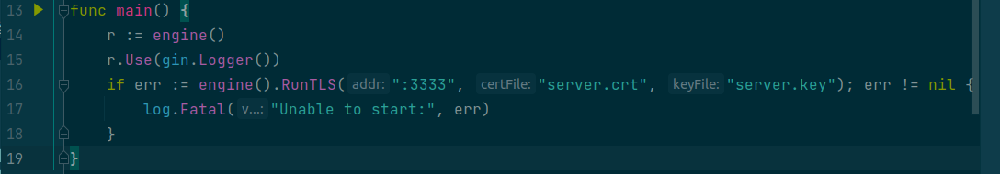 13 func main() {
14 r := engine()
15 r.Use(gin.Logger())
16 if err := engine().RunTLS( addr: ":3333", certFile: "server.crt", keyFile: "server.key"); err != nil {
17 log.Fatal( v...: "Unable to start:", err)
18 }
19 }